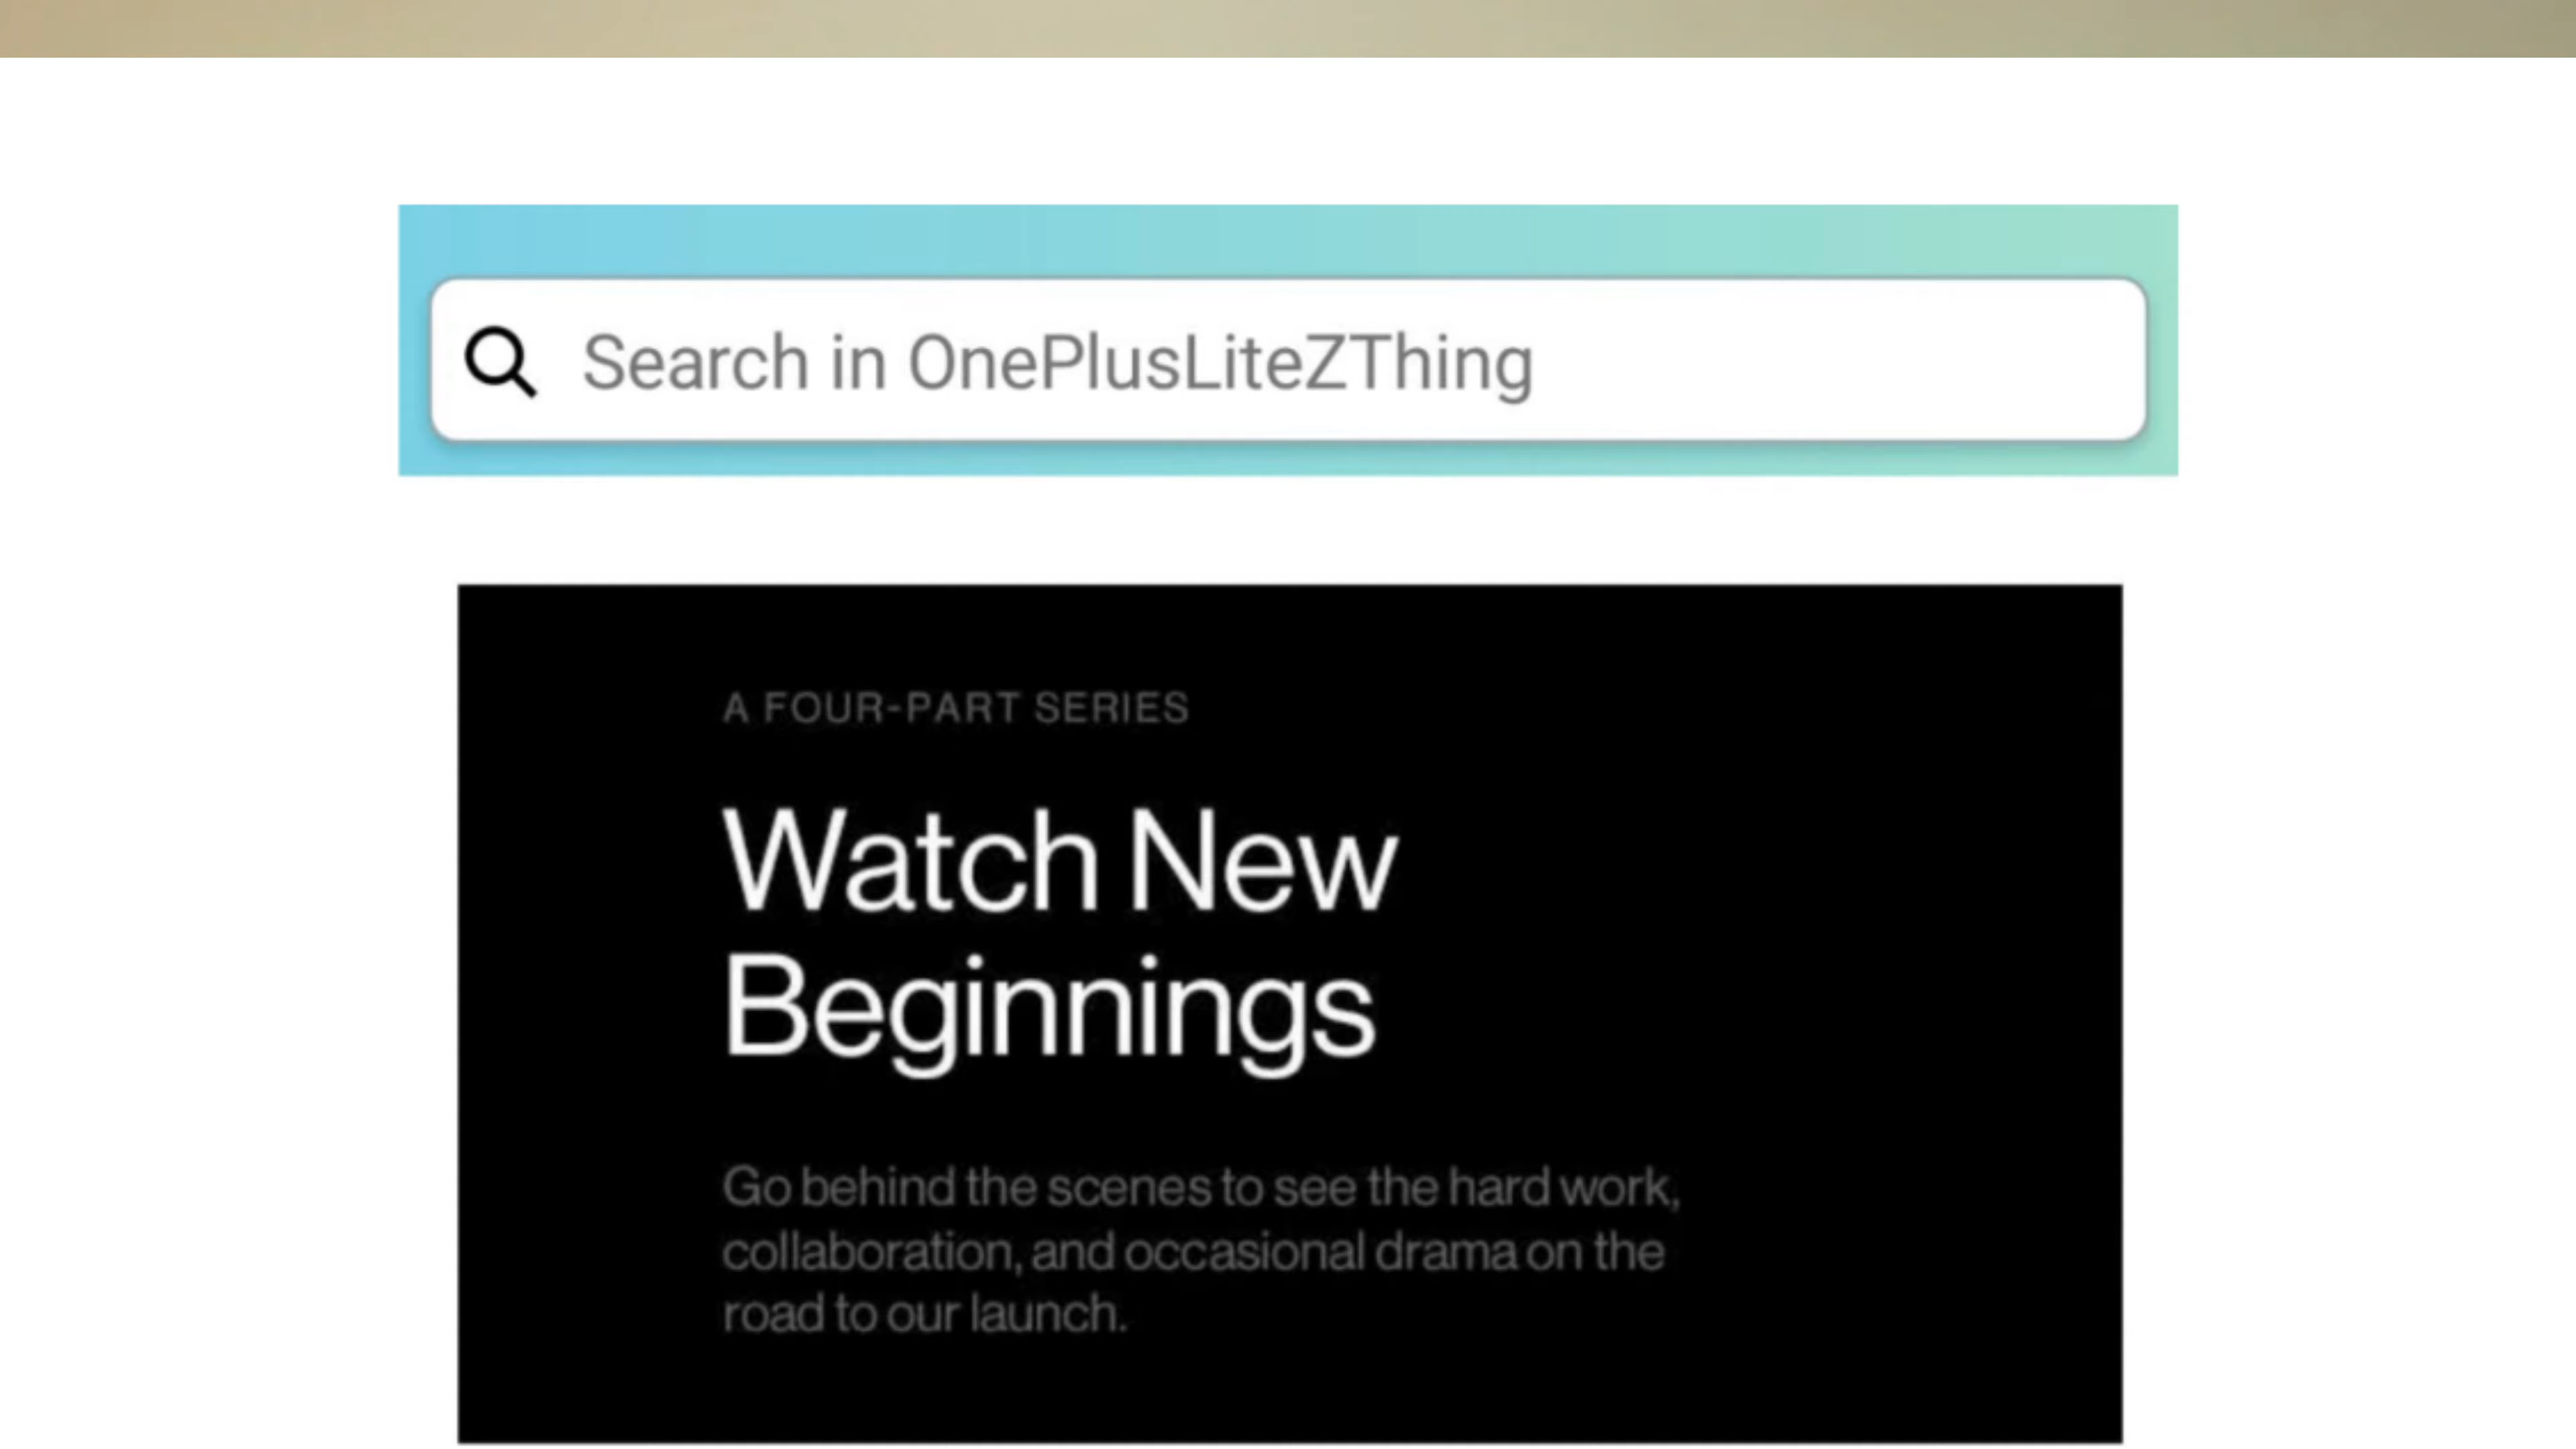 Search in OnePlusLiteZThing
A FOUR-PART SERIES
Watch New
Beginnings
Go behind the scenes to see the hard work,
collaboration, and occasional drama on the
road to our launch.